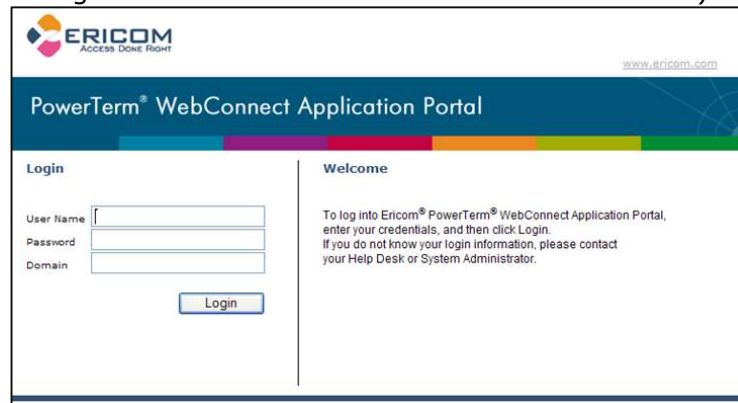 ERICOM
ACCESS DONE RIGHT
www.ericom.com
PowerTerm® WebConnect Application Portal
Login
Welcome
User Name
Password
Domain
Login
To log into Ericom® PowerTerm® WebConnect Application Portal,
enter your credentials, and then click Login.
If you do not know your login information, please contact
your Help Desk or System Administrator.